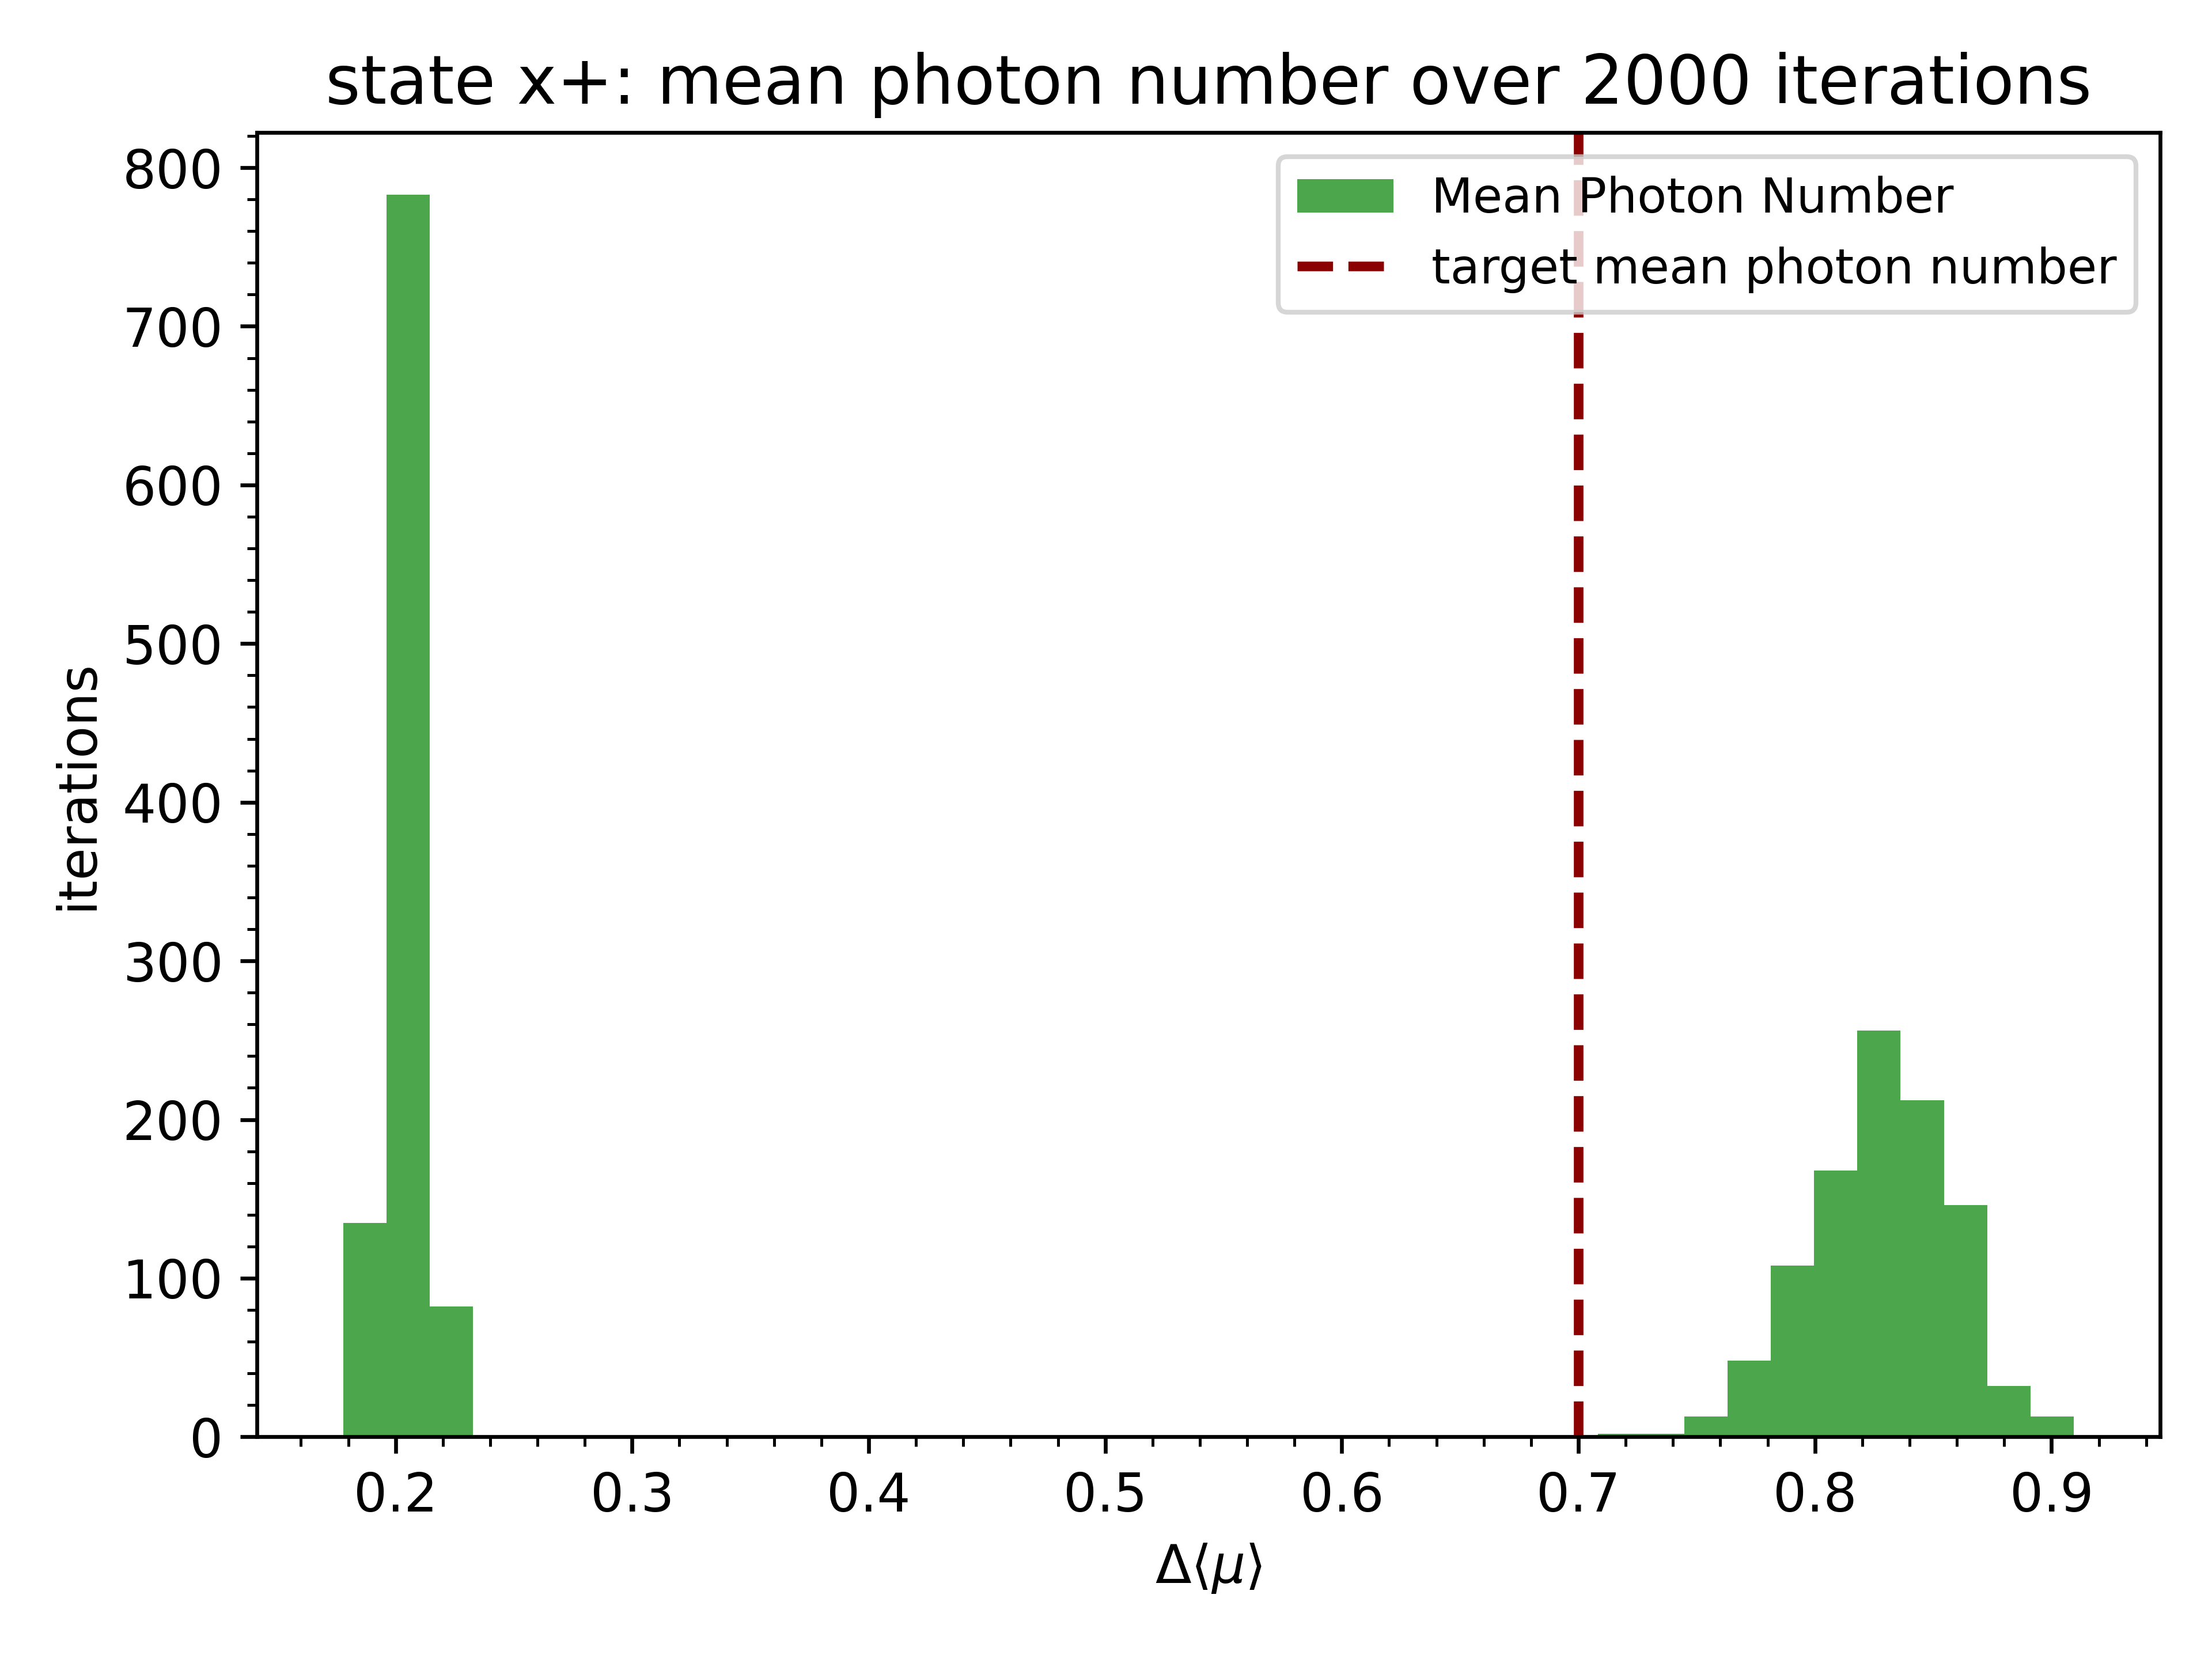 state x+: mean photon number over 2000 iterations
Mean Photon Number
target mean photon number
800
700
600
500
400
300
200
100
0
iterations
0.2 0.3 0.4 0.5 0.6 0.7 0.8 0.9
Δ⟨μ⟩